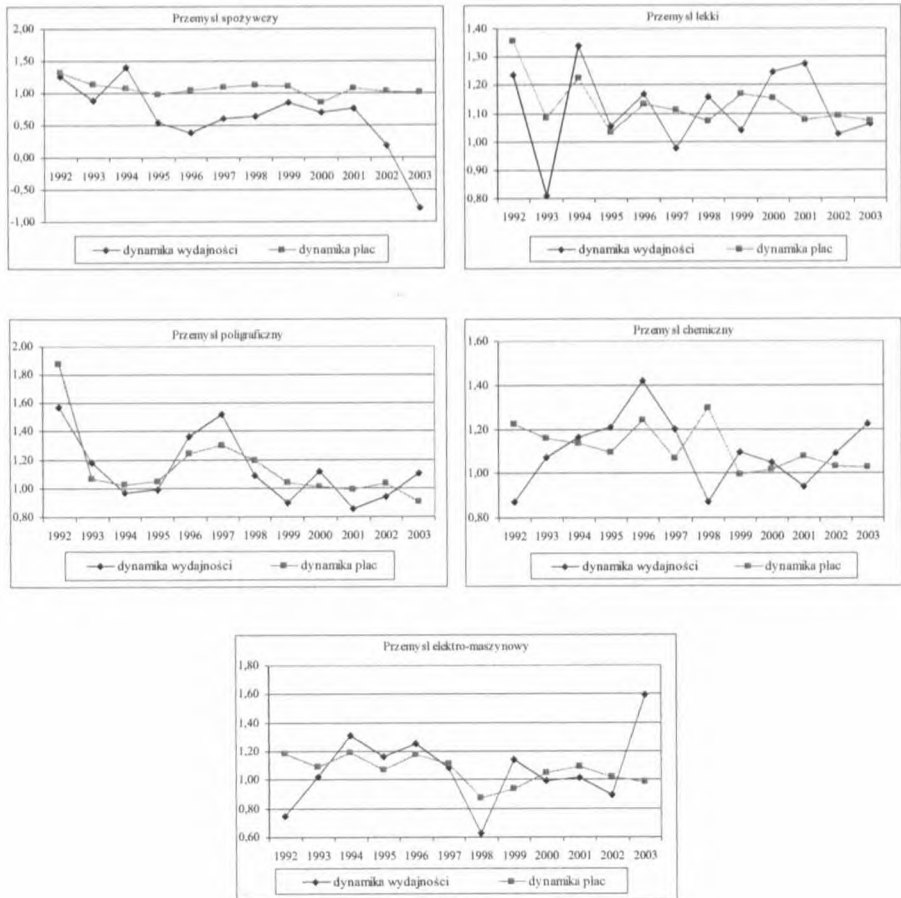 Przemysł spożywczy
2,00
1,50
1,00
0,50
0,00
-0,50
-1,00
1992 1993 1994 1995 1996 1997 1998 1999 2000 2001 2002 2003
dynamika wydajności dynamika płac
Przemysł lekki
1,40
1,30
1,20
1,10
1,00
0,90
0,80
1992 1993 1994 1995 1996 1997 1998 1999 2000 2001 2002 2003
dynamika wydajności dynamika płac
Przemysł poligraficzny
2,00
1,80
1,60
1,40
1,20
1,00
0,80
1992 1993 1994 1995 1996 1997 1998 1999 2000 2001 2002 2003
dynamika wydajności dynamika płac
Przemysł chemiczny
1,60
1,40
1,20
1,00
0,80
1992 1993 1994 1995 1996 1997 1998 1999 2000 2001 2002 2003
dynamika wydajności dynamika płac
Przemysł elektro-maszynowy
1,80
1,60
1,40
1,20
1,00
0,80
0,60
1992 1993 1994 1995 1996 1997 1998 1999 2000 2001 2002 2003
dynamika wydajności dynamika płac